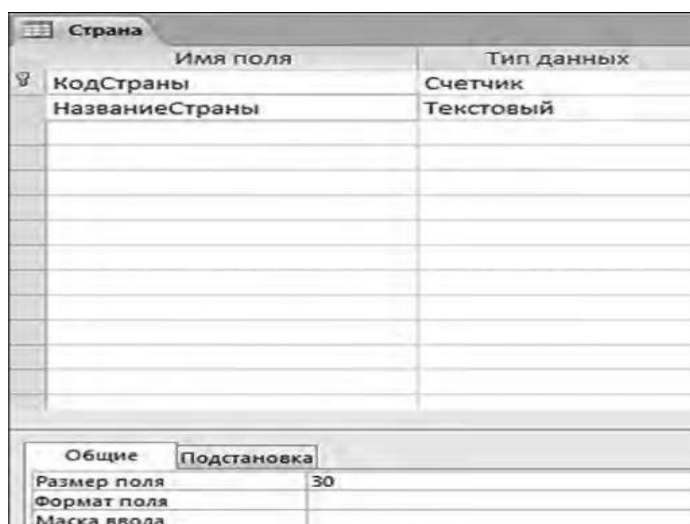 Страна
Имя поля Тип данных
КодСтраны Счетчик
НазваниеСтраны Текстовый
Общие Подстановка
Размер поля 30
Формат поля
Маска ввода